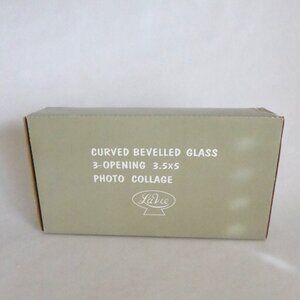 CURVED BEVELLED GLASS
3-OPENING 3.5x5
PHOTO COLLAGE
LaVie